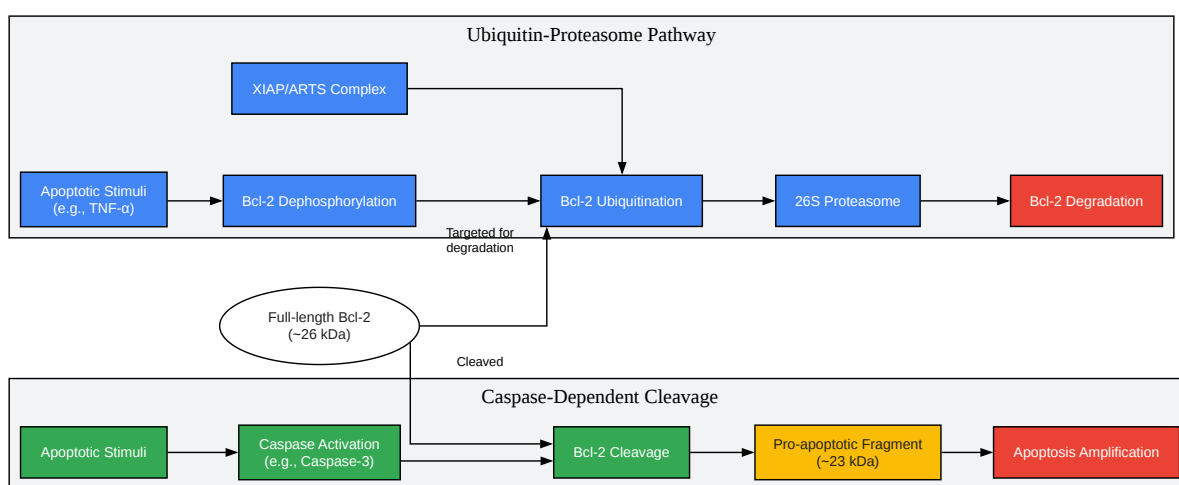 Ubiquitin-Proteasome Pathway
XIAP/ARTS Complex
Apoptotic Stimuli
(e.g., TNF-α)
Bcl-2 Dephosphorylation
Bcl-2 Ubiquitination
26S Proteasome
Bcl-2 Degradation
Targeted for
degradation
Full-length Bcl-2
(~26 kDa)
Cleaved
Caspase-Dependent Cleavage
Apoptotic Stimuli
Caspase Activation
(e.g., Caspase-3)
Bcl-2 Cleavage
Pro-apoptotic Fragment
(~23 kDa)
Apoptosis Amplification